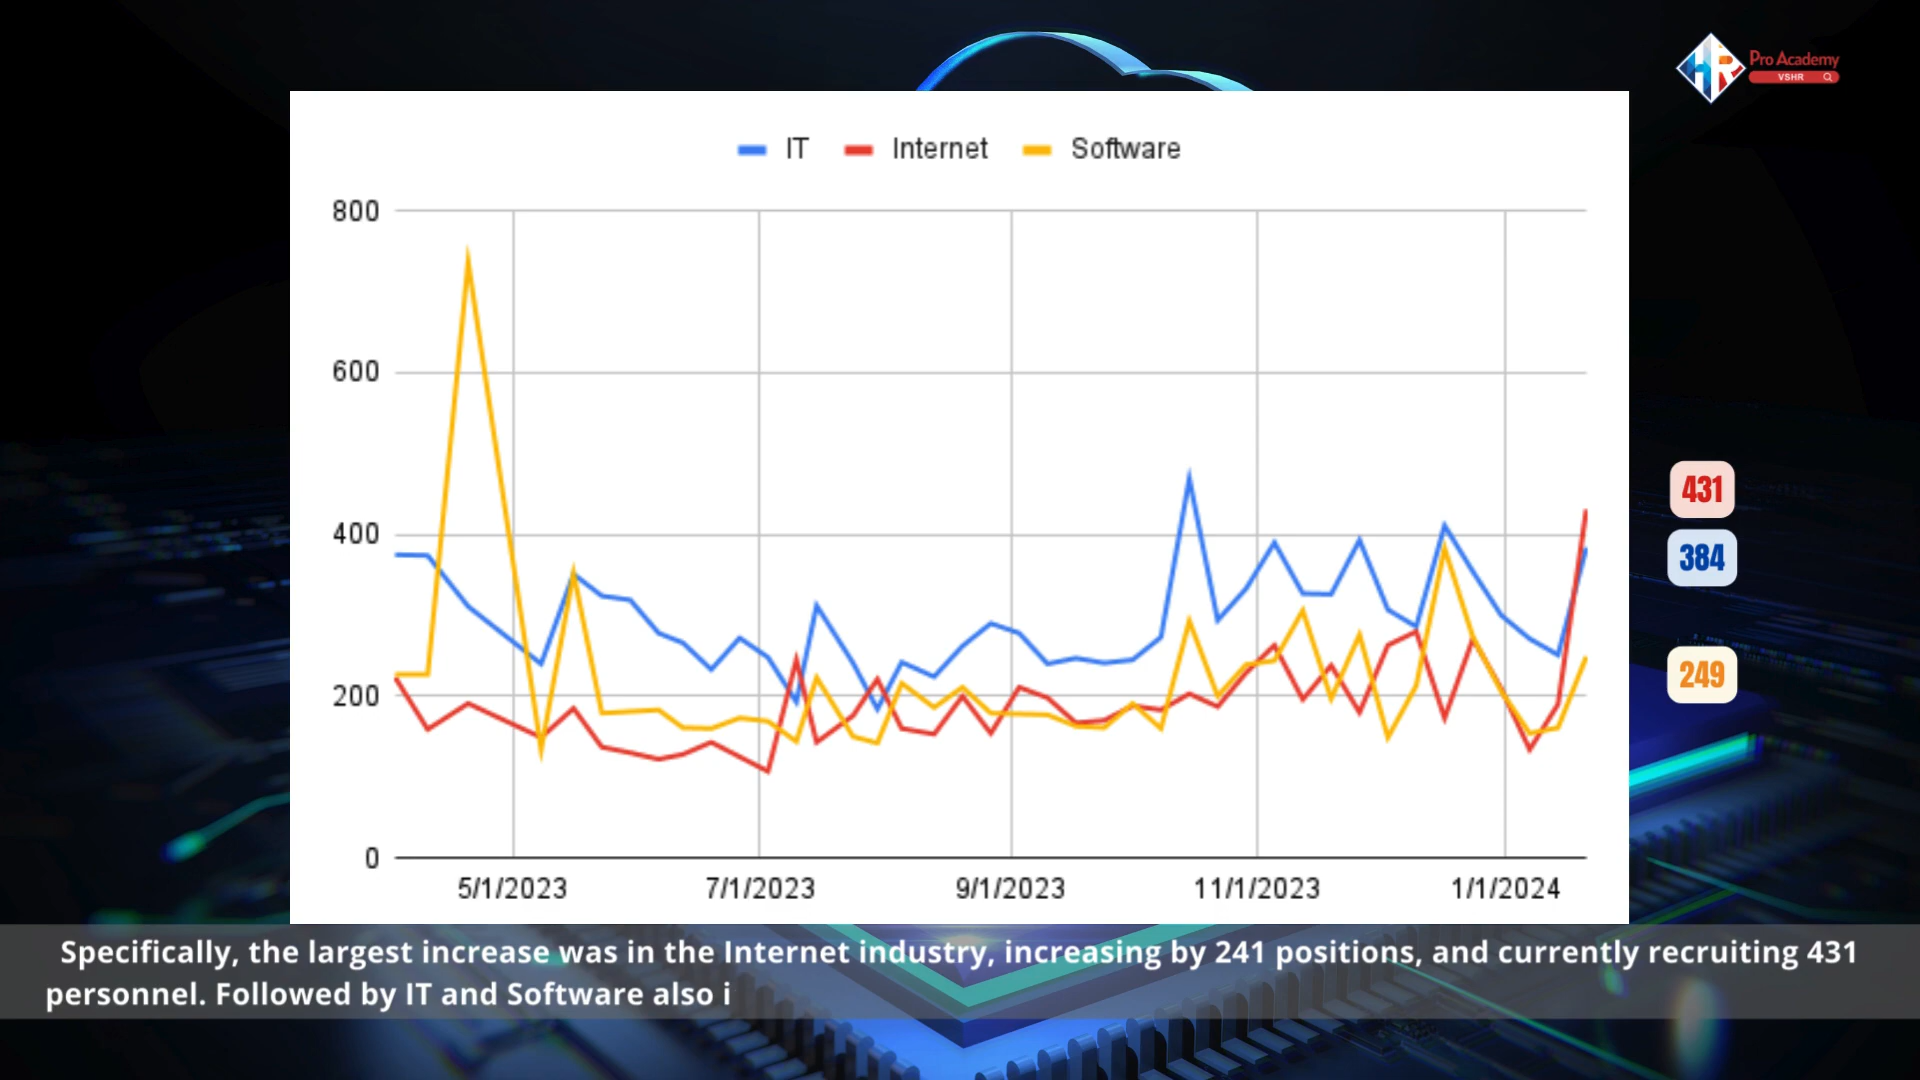 HR Pro Academy
VSHR
IT Internet Software
800
600
400
200
0
5/1/2023 7/1/2023 9/1/2023 11/1/2023 1/1/2024
431
384
249
Specifically, the largest increase was in the Internet industry, increasing by 241 positions, and currently recruiting 431
personnel. Followed by IT and Software also i